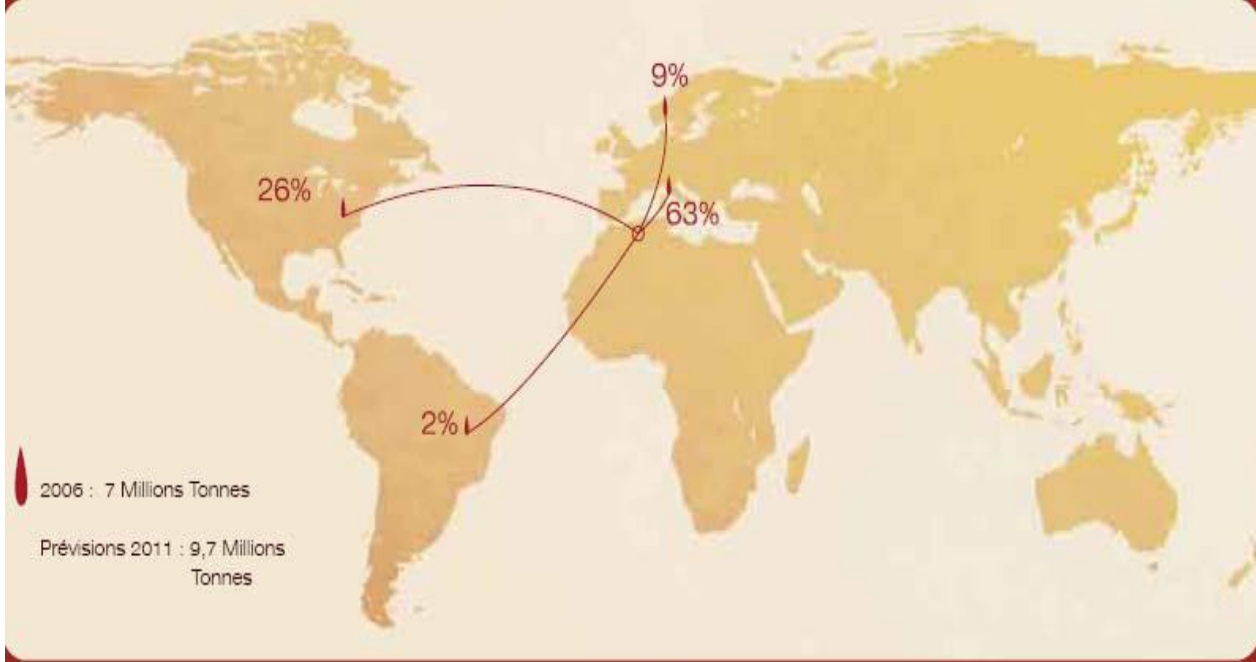 9%
26%
63%
2%
2006 : 7 Millions Tonnes
Prévisions 2011 : 9,7 Millions
Tonnes